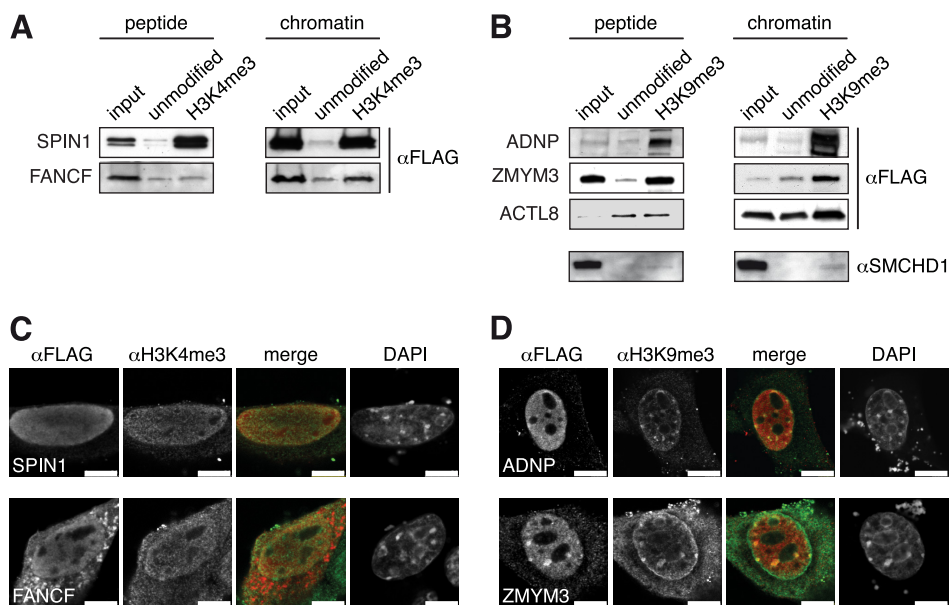 A
peptide
chromatin
input
unmodified
H3K4me3
input
unmodified
H3K4me3
SPIN1
FANCF
αFLAG
B
peptide
chromatin
input
unmodified
H3K9me3
input
unmodified
H3K9me3
ADNP
ZMYM3
ACTL8
αFLAG
αSMCHD1
C
αFLAG αH3K4me3 merge DAPI
SPIN1
FANCF
D
αFLAG αH3K9me3 merge DAPI
ADNP
ZMYM3